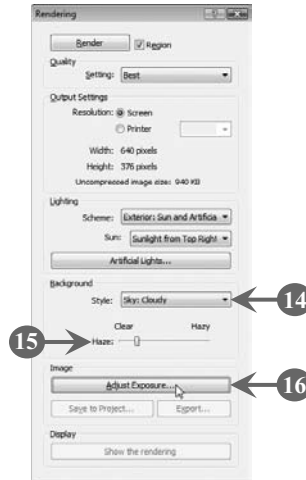 Rendering
Render Region
Quality
Setting: Best
Output Settings
Resolution: Screen
Printer
Width: 640 pixels
Height: 376 pixels
Uncompressed image size: 940 KB
Lighting
Scheme: Exterior: Sun and Artificia
Sun: Sunlight from Top Right
Artificial Lights...
Background
Style: Sky: Cloudy 14
Clear Hazy
15 Haze:
Image
Adjust Exposure... 16
Save to Project... Export...
Display
Show the rendering